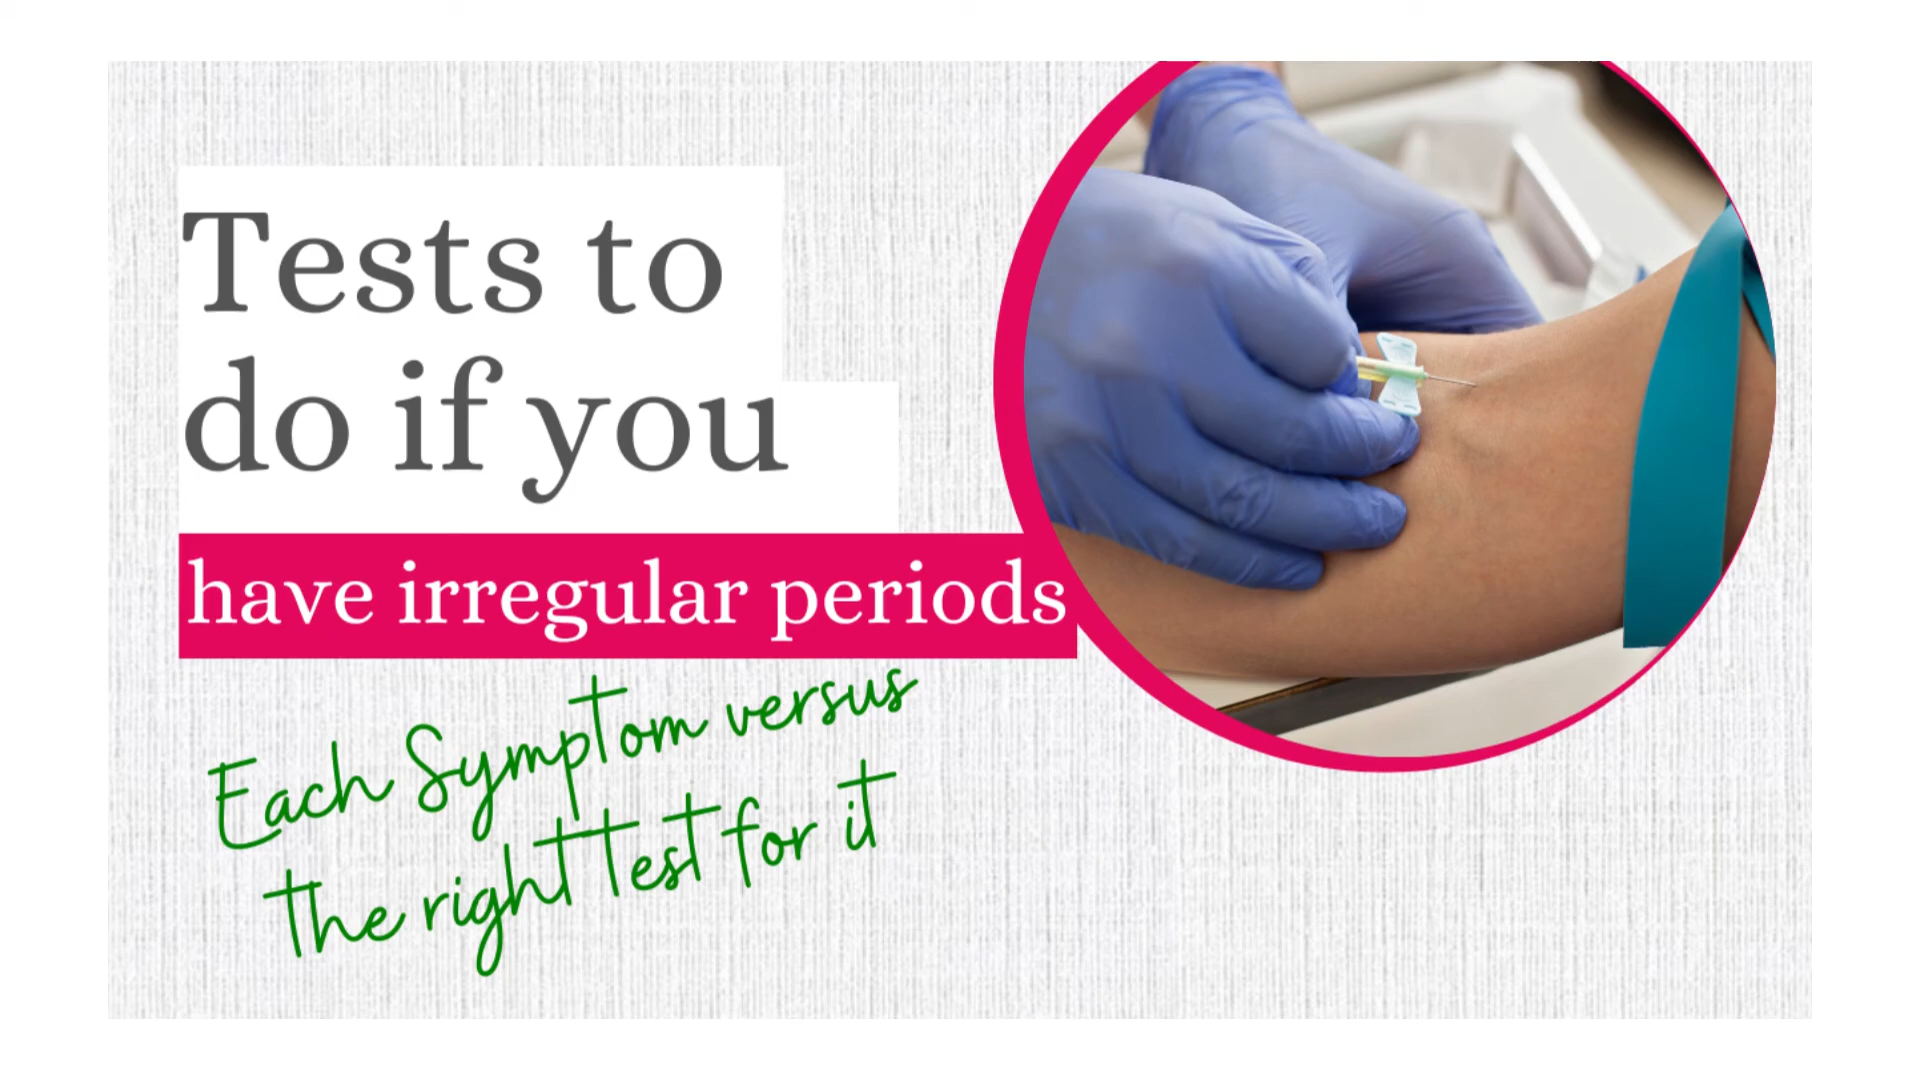 Tests to
do if you
have irregular periods
Each Symptom versus
the right test for it